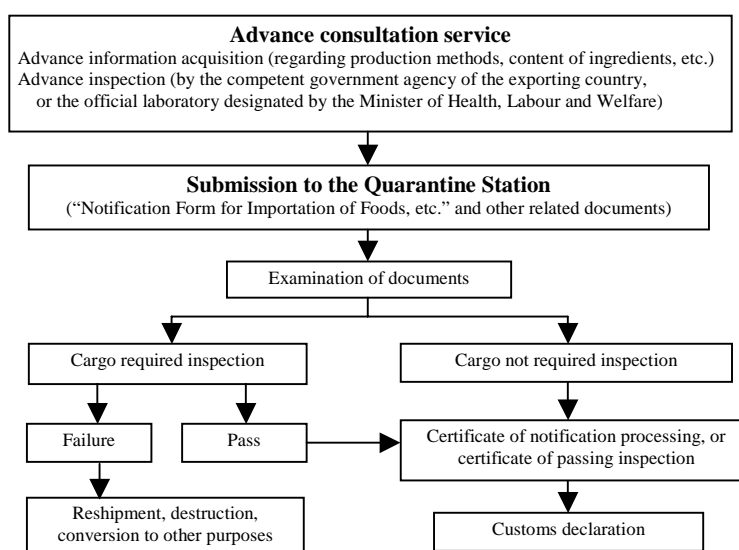 Advance consultation service
Advance information acquisition (regarding production methods, content of ingredients, etc.)
Advance inspection (by the competent government agency of the exporting country,
or the official laboratory designated by the Minister of Health, Labour and Welfare)
Submission to the Quarantine Station
(“Notification Form for Importation of Foods, etc.” and other related documents)
Examination of documents
Cargo required inspection
Cargo not required inspection
Failure
Pass
Certificate of notification processing, or
certificate of passing inspection
Reshipment, destruction,
conversion to other purposes
Customs declaration